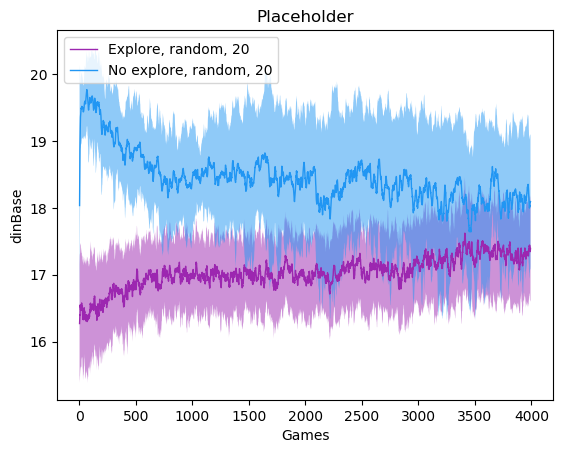 Placeholder
Explore, random, 20
No explore, random, 20
20
19
18
17
16
dinBase
0 500 1000 1500 2000 2500 3000 3500 4000
Games